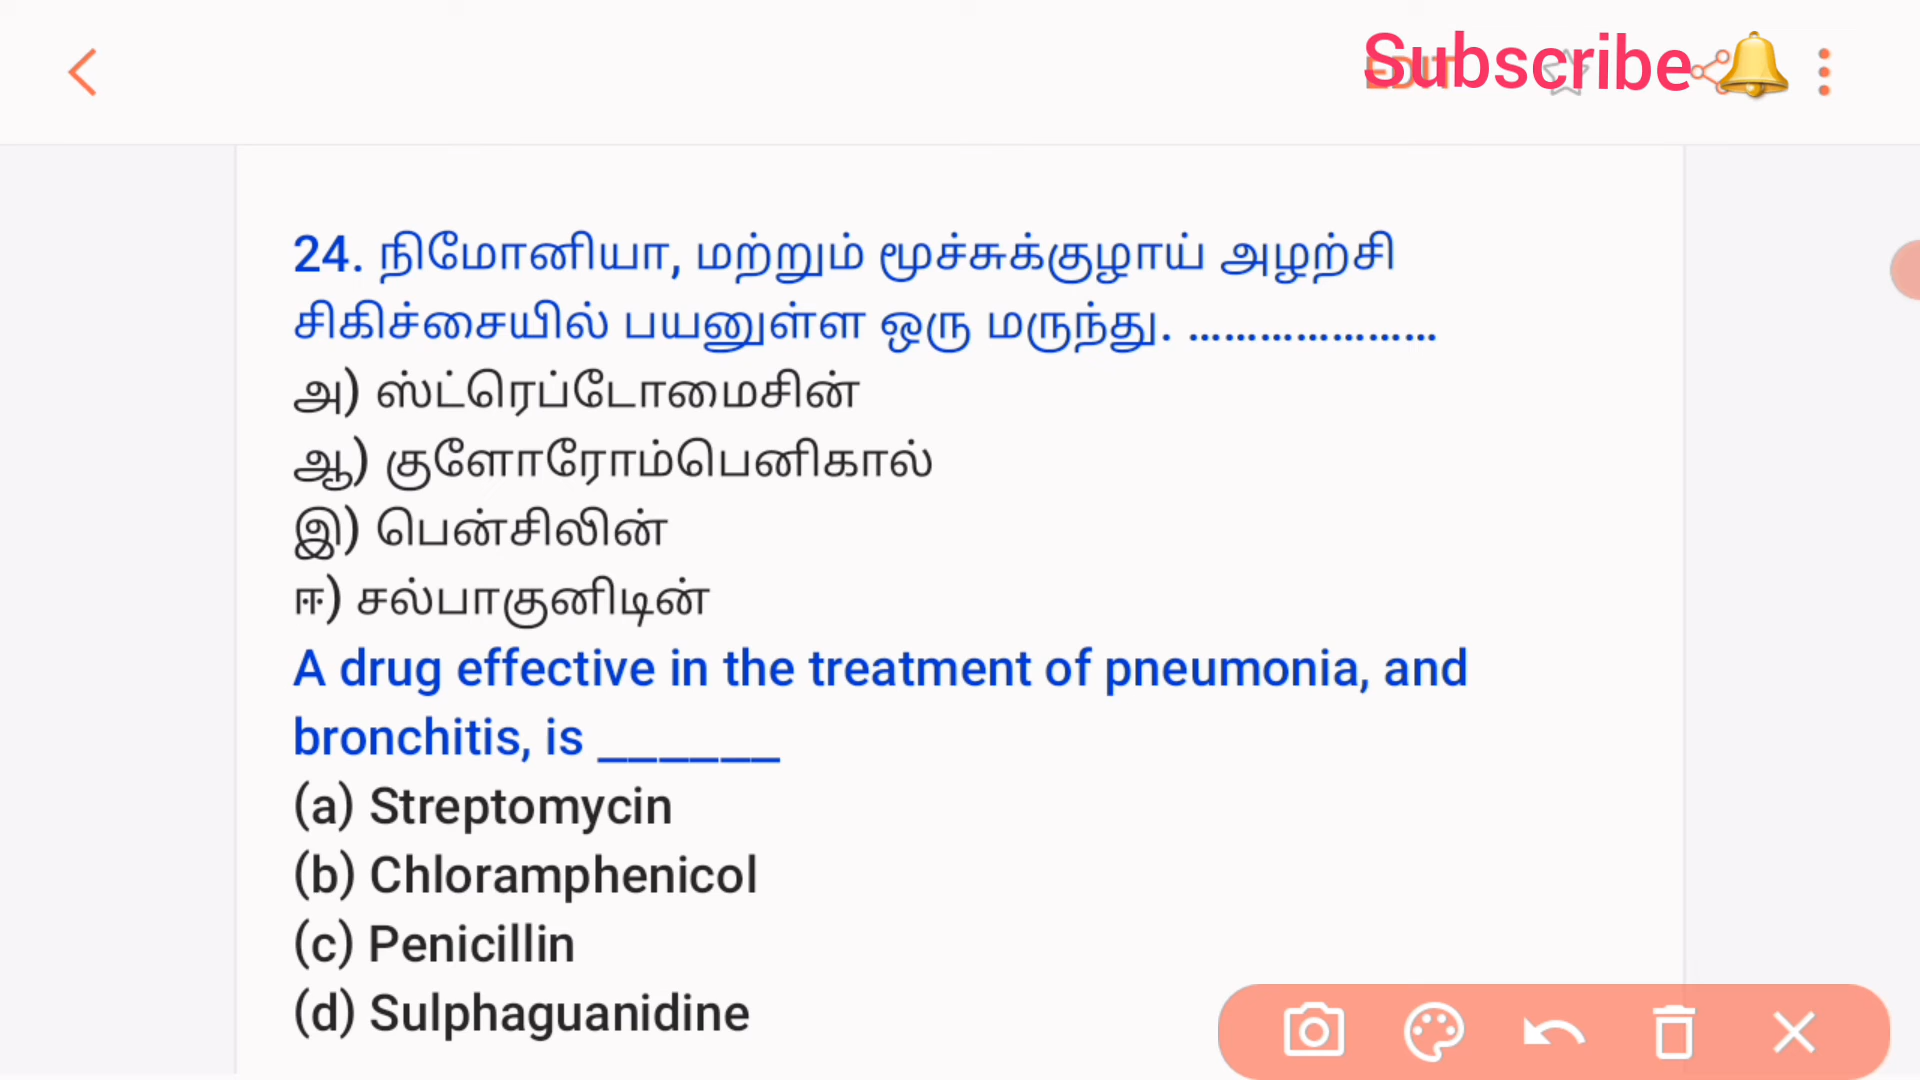 Subscribe🔔
EDIT
24. நிமோனியா, மற்றும் மூச்சுக்குழாய் அழற்சி
சிகிச்சையில் பயனுள்ள ஒரு மருந்து. .....................
அ) ஸ்ட்ரெப்டோமைசின்
ஆ) குளோரோம்பெனிகால்
இ) பென்சிலின்
ஈ) சல்பாகுனிடின்
A drug effective in the treatment of pneumonia, and
bronchitis, is ______
(a) Streptomycin
(b) Chloramphenicol
(c) Penicillin
(d) Sulphaguanidine